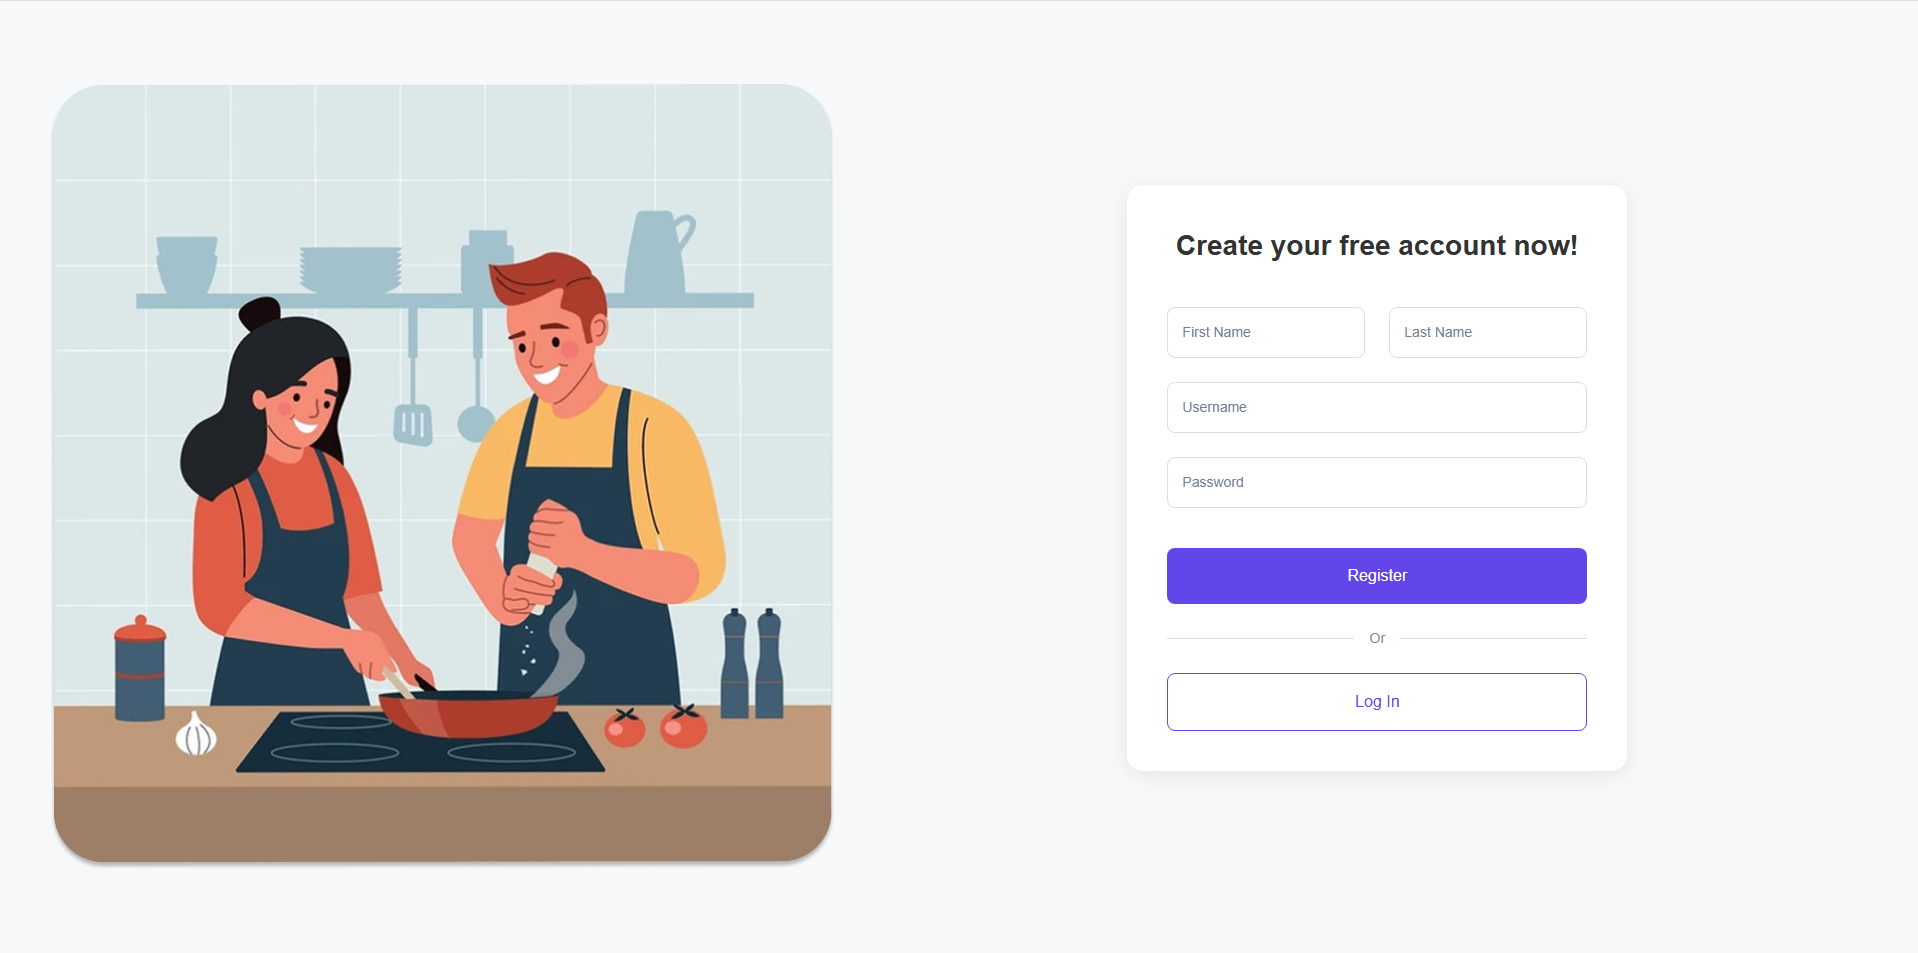 Create your free account now!
First Name
Last Name
Username
Password
Register
Or
Log In